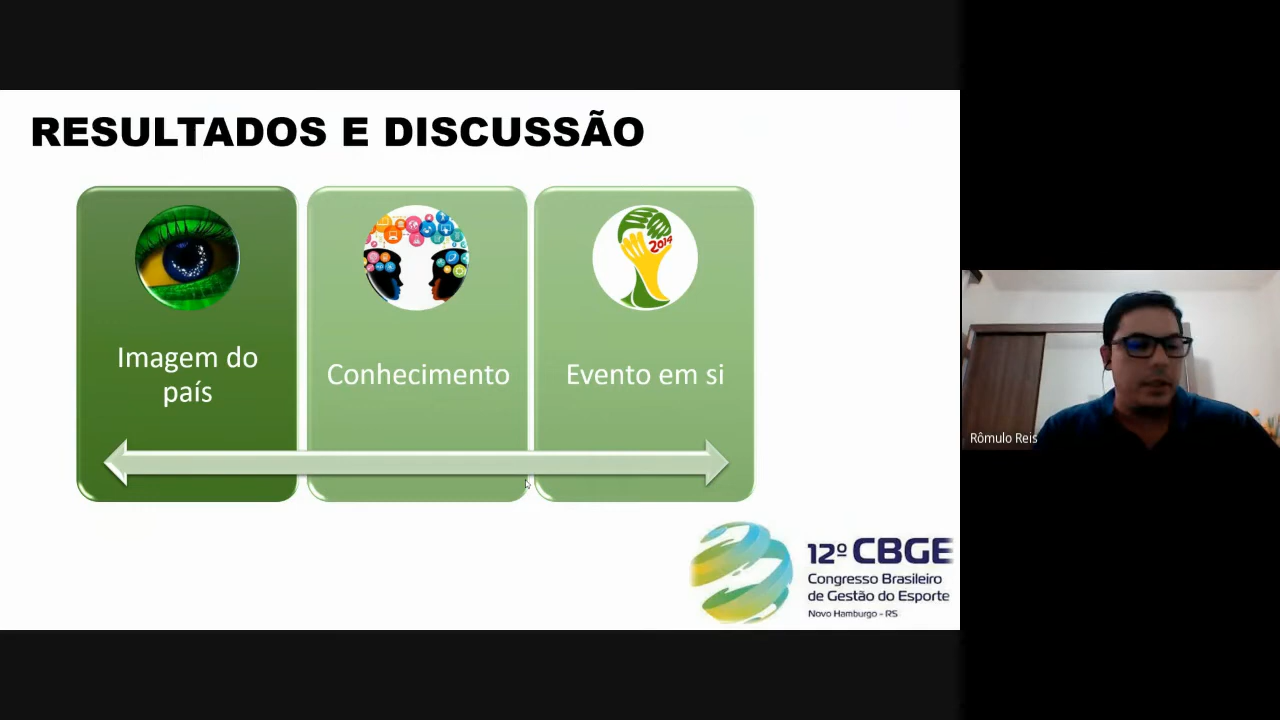 RESULTADOS E DISCUSSÃO
2014
Imagem do
país
Conhecimento
Evento em si
12º CBGE
Congresso Brasileiro
de Gestão do Esporte
Novo Hamburgo - RS
Rômulo Reis